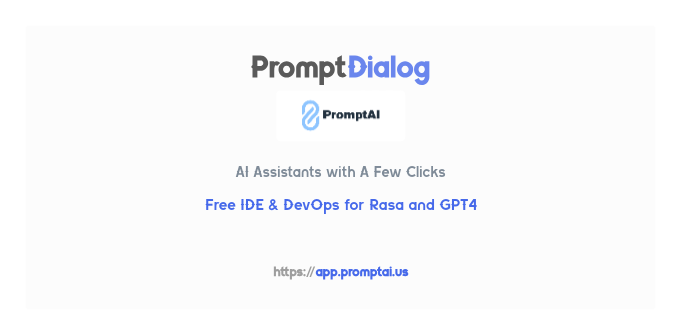 PromptDialog
PromptAI
AI Assistants with A Few Clicks
Free IDE & DevOps for Rasa and GPT4
https://app.promptai.us